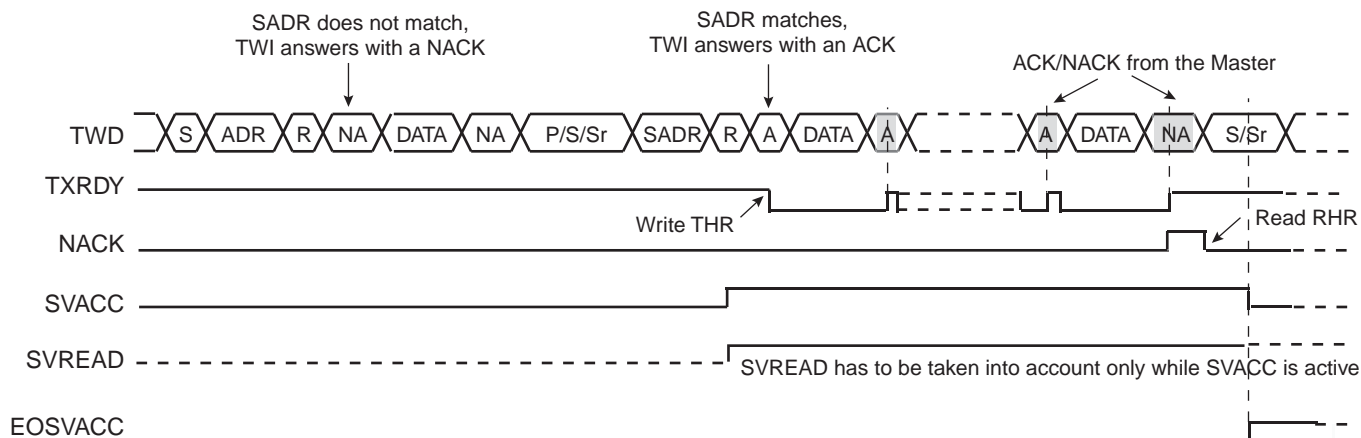 SADR does not match,
TWI answers with a NACK
SADR matches,
TWI answers with an ACK
ACK/NACK from the Master
TWD S ADR R NA DATA NA P/S/Sr SADR R A DATA A A DATA NA S/Sr
TXRDY
Write THR
Read RHR
NACK
SVACC
SVREAD
SVREAD has to be taken into account only while SVACC is active
EOSVACC